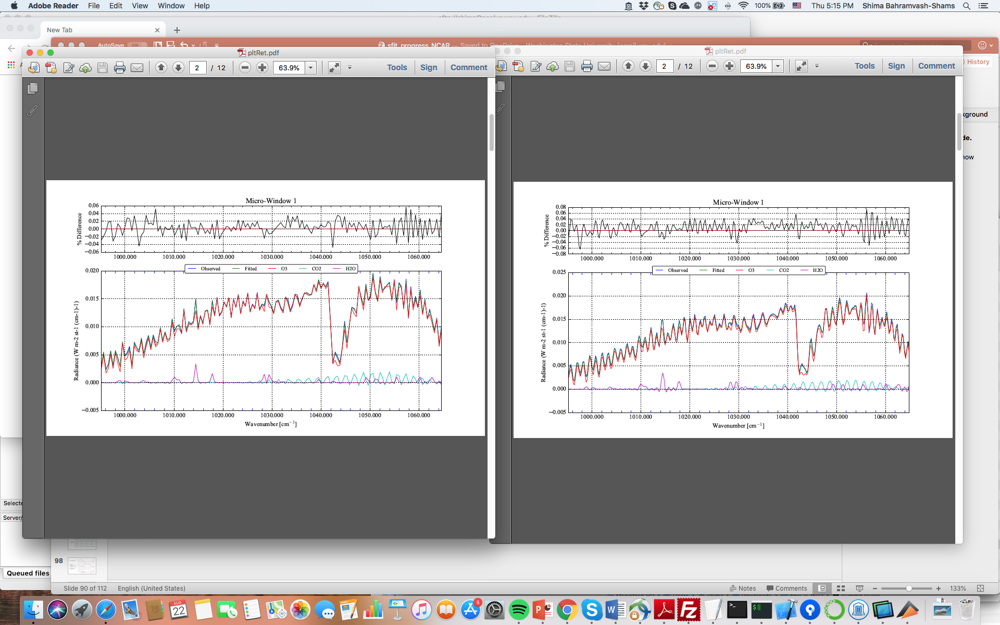 Adobe Reader File Edit View Window Help 100% Thu 5:15 PM Shima Bahramvash-Shams
New Tab
AutoSave ON sfit_progress_NCAR — Saved to OneDrive - Washington State University
pltRet.pdf
2 / 12 63.9% Tools Sign Comment
pltRet.pdf
2 / 12 63.9% Tools Sign Comment
History
kground
de.
now
Micro-Window 1
% Difference
0.06
0.04
0.02
0.00
−0.02
−0.04
−0.06
1000.000 1010.000 1020.000 1030.000 1040.000 1050.000 1060.000
Observed Fitted O3 CO2 H2O
Radiance (W m-2 st-1 (cm-1)-1)
0.020
0.015
0.010
0.005
0.000
−0.005
1000.000 1010.000 1020.000 1030.000 1040.000 1050.000 1060.000
Wavenumber [cm⁻¹]
Micro-Window 1
% Difference
0.08
0.06
0.04
0.02
0.00
−0.02
−0.04
−0.06
−0.08
1000.000 1010.000 1020.000 1030.000 1040.000 1050.000 1060.000
Observed Fitted O3 CO2 H2O
Radiance (W m-2 st-1 (cm-1)-1)
0.025
0.020
0.015
0.010
0.005
0.000
−0.005
1000.000 1010.000 1020.000 1030.000 1040.000 1050.000 1060.000
Wavenumber [cm⁻¹]
Selecte
Server/
98
Queued files
Slide 90 of 112 English (United States) Notes Comments 133%
AUG
22
5